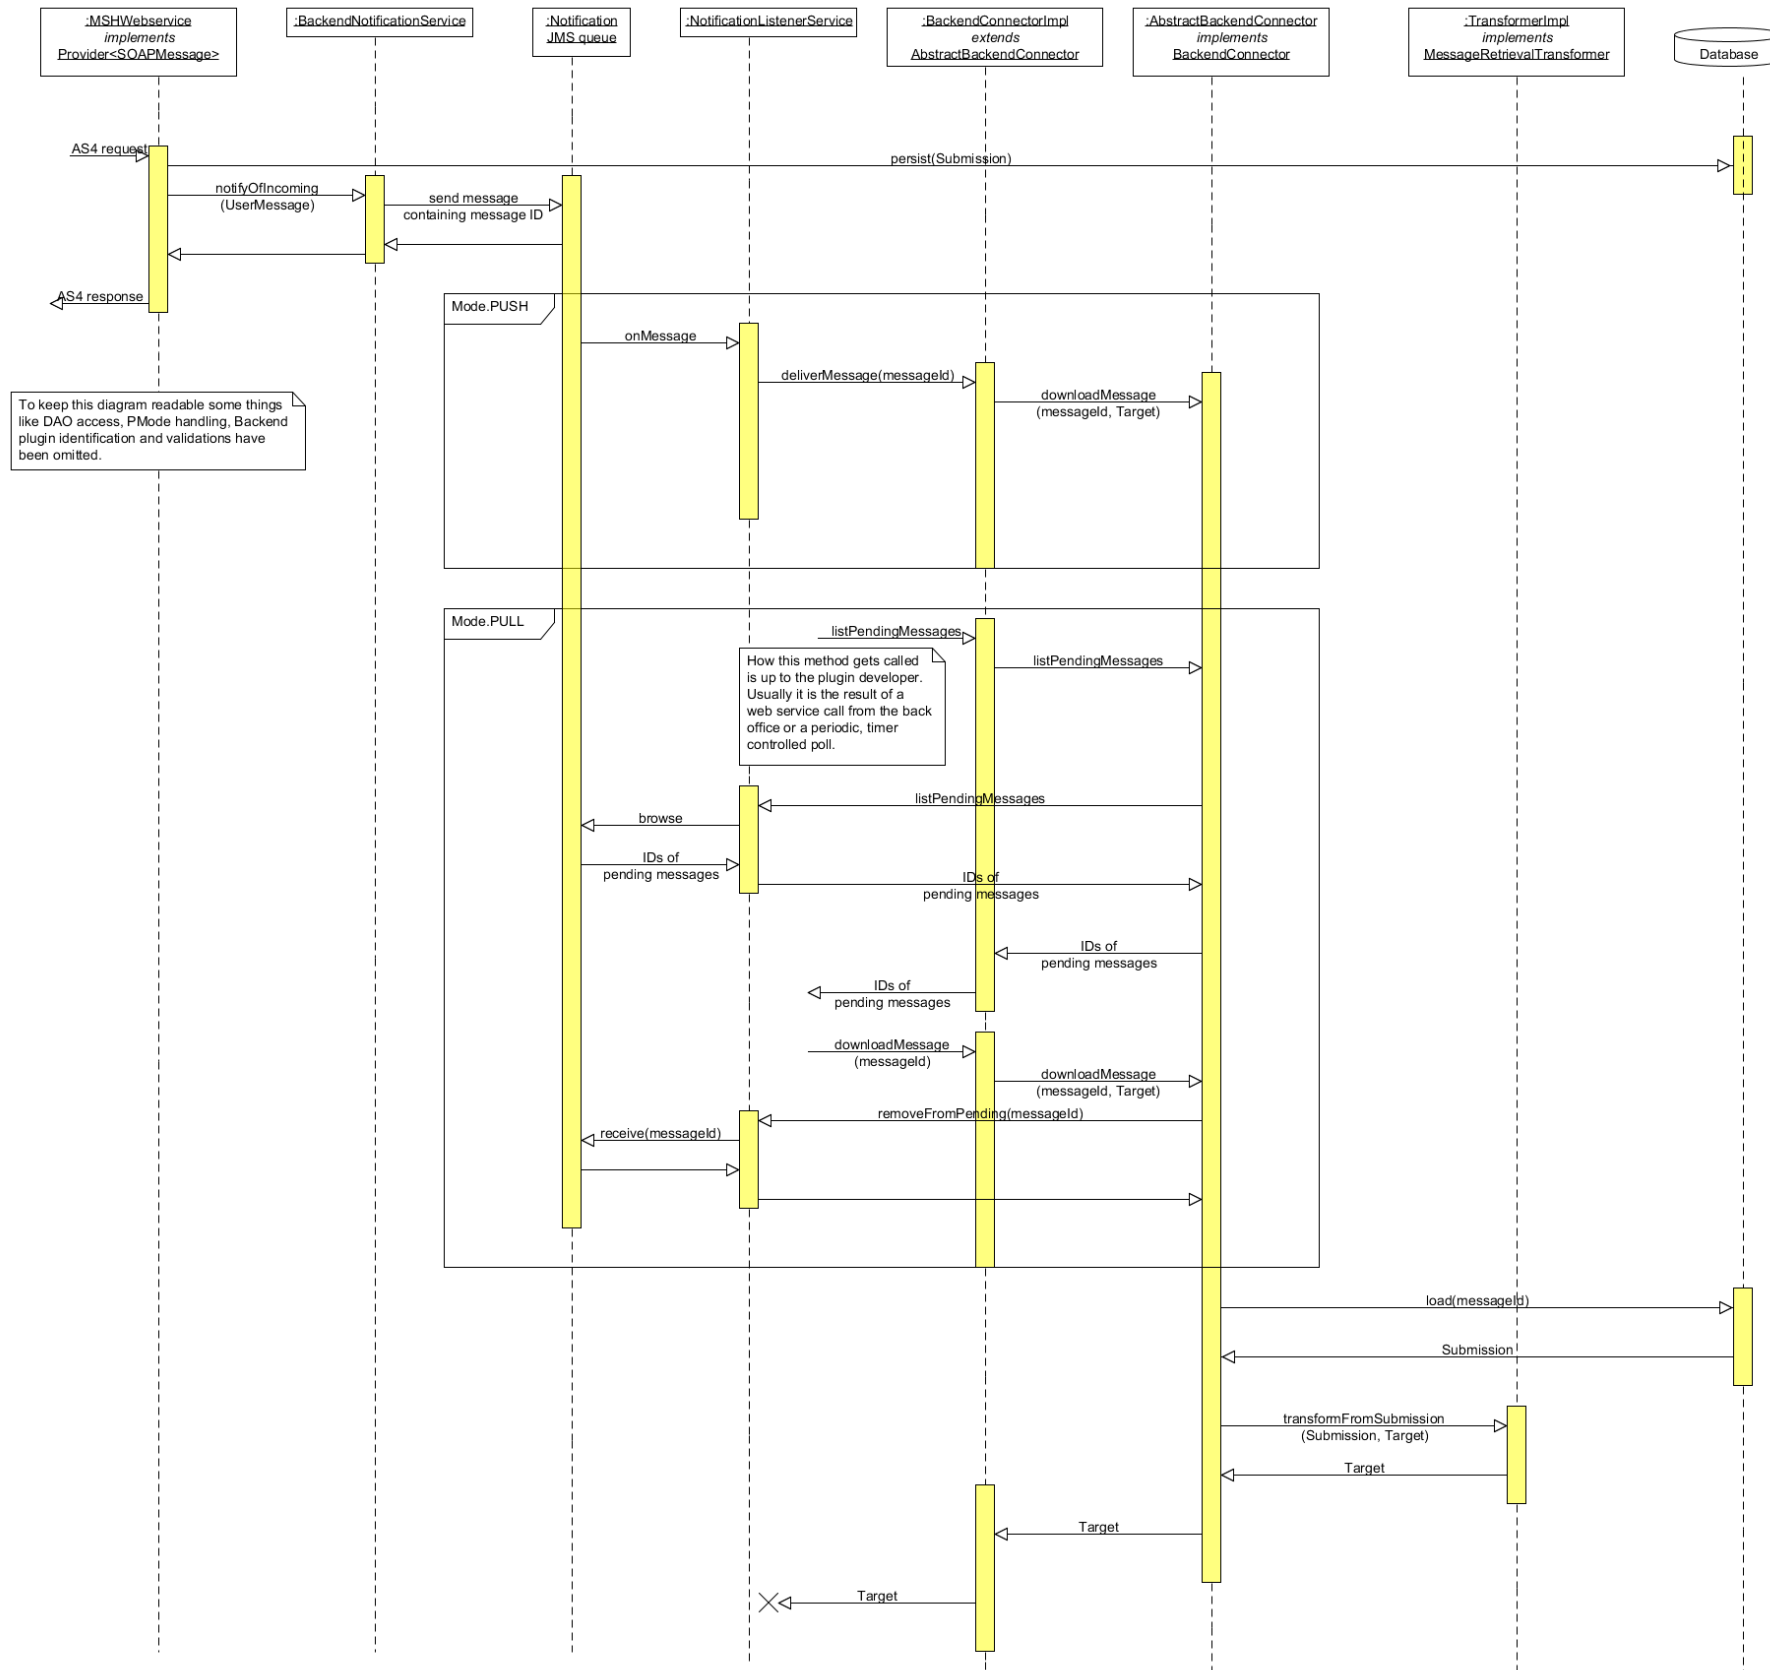 :MSHWebservice
implements
Provider<SOAPMessage>
:BackendNotificationService
:Notification
JMS queue
:NotificationListenerService
:BackendConnectorImpl
extends
AbstractBackendConnector
:AbstractBackendConnector
implements
BackendConnector
:TransformerImpl
implements
MessageRetrievalTransformer
Database
AS4 request
persist(Submission)
notifyOfIncoming
(UserMessage)
send message
containing message ID
AS4 response
Mode.PUSH
onMessage
deliverMessage(messageId)
downloadMessage
(messageId, Target)
To keep this diagram readable some things
like DAO access, PMode handling, Backend
plugin identification and validations have
been omitted.
Mode.PULL
listPendingMessages
How this method gets called
is up to the plugin developer.
Usually it is the result of a
web service call from the back
office or a periodic, timer
controlled poll.
listPendingMessages
listPendingMessages
browse
IDs of
pending messages
IDs of
pending messages
IDs of
pending messages
IDs of
pending messages
downloadMessage
(messageId)
downloadMessage
(messageId, Target)
removeFromPending(messageId)
receive(messageId)
load(messageId)
Submission
transformFromSubmission
(Submission, Target)
Target
Target
Target